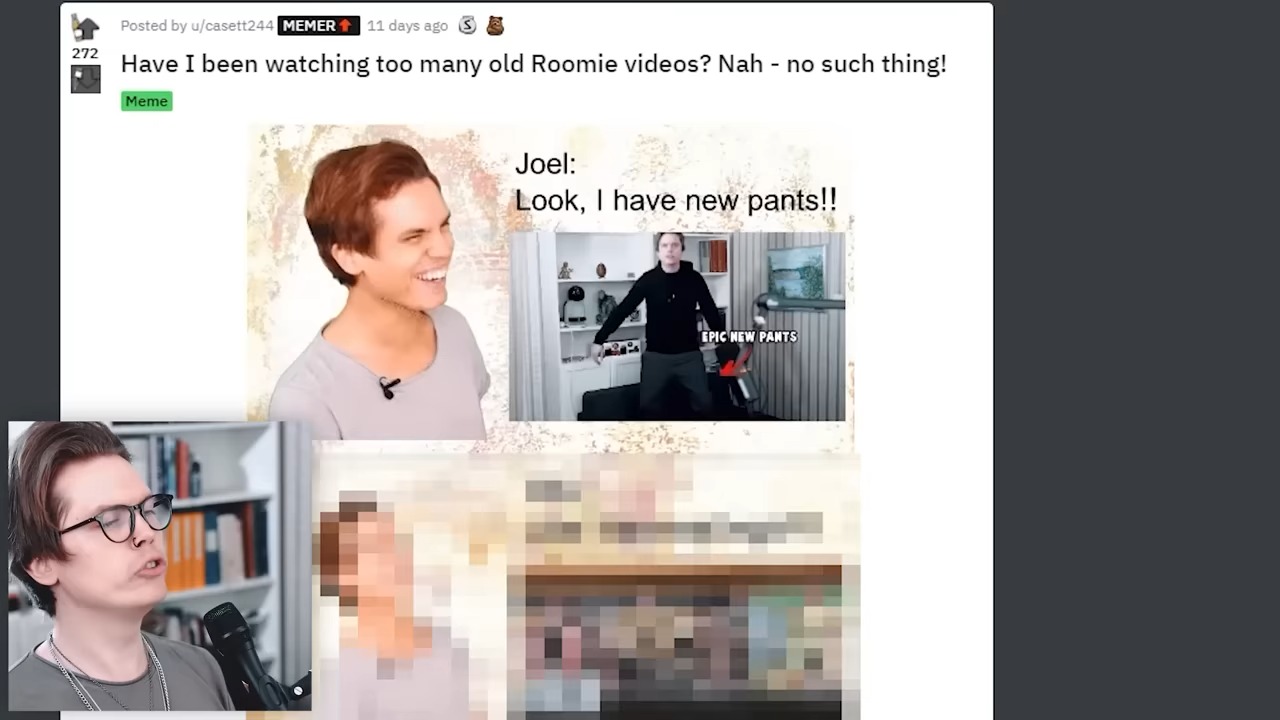 Posted by u/casett244 MEMER 11 days ago
272
Have I been watching too many old Roomie videos? Nah - no such thing!
Meme
Joel:
Look, I have new pants!!
EPIC NEW PANTS